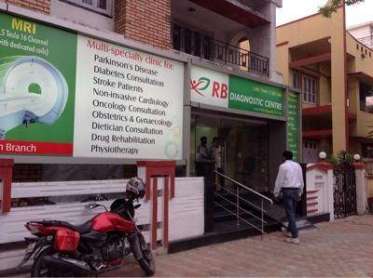 MRI
1.5 Tesla 16 Channel
with dedicated coils)
n Branch
Multi-specialty clinic for
Parkinson's Disease
Diabetes Consultation
Stroke Patients
Non-invasive Cardiology
Oncology Consultation
Obstetrics & Gynaecology
Dietician Consultation
Drug Rehabilitation
Physiotherapy
RB
DIAGNOSTIC CENTRE